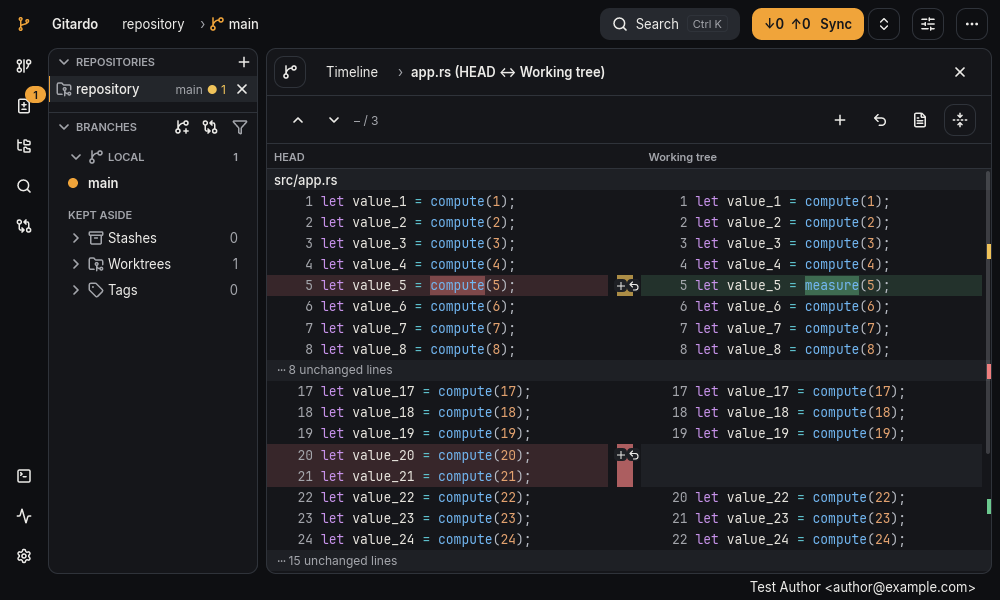 Gitardo repository › main Search Ctrl K ↓0 ↑0 Sync
REPOSITORIES
repository main 1
1
BRANCHES
LOCAL 1
main
KEPT ASIDE
Stashes 0
Worktrees 1
Tags 0
Timeline › app.rs (HEAD ↔ Working tree)
– / 3
HEAD Working tree
src/app.rs
1 let value_1 = compute(1); 1 let value_1 = compute(1);
2 let value_2 = compute(2); 2 let value_2 = compute(2);
3 let value_3 = compute(3); 3 let value_3 = compute(3);
4 let value_4 = compute(4); 4 let value_4 = compute(4);
5 let value_5 = compute(5); 5 let value_5 = measure(5);
6 let value_6 = compute(6); 6 let value_6 = compute(6);
7 let value_7 = compute(7); 7 let value_7 = compute(7);
8 let value_8 = compute(8); 8 let value_8 = compute(8);
··· 8 unchanged lines
17 let value_17 = compute(17); 17 let value_17 = compute(17);
18 let value_18 = compute(18); 18 let value_18 = compute(18);
19 let value_19 = compute(19); 19 let value_19 = compute(19);
20 let value_20 = compute(20);
21 let value_21 = compute(21);
22 let value_22 = compute(22); 20 let value_22 = compute(22);
23 let value_23 = compute(23); 21 let value_23 = compute(23);
24 let value_24 = compute(24); 22 let value_24 = compute(24);
··· 15 unchanged lines
Test Author <author@example.com>